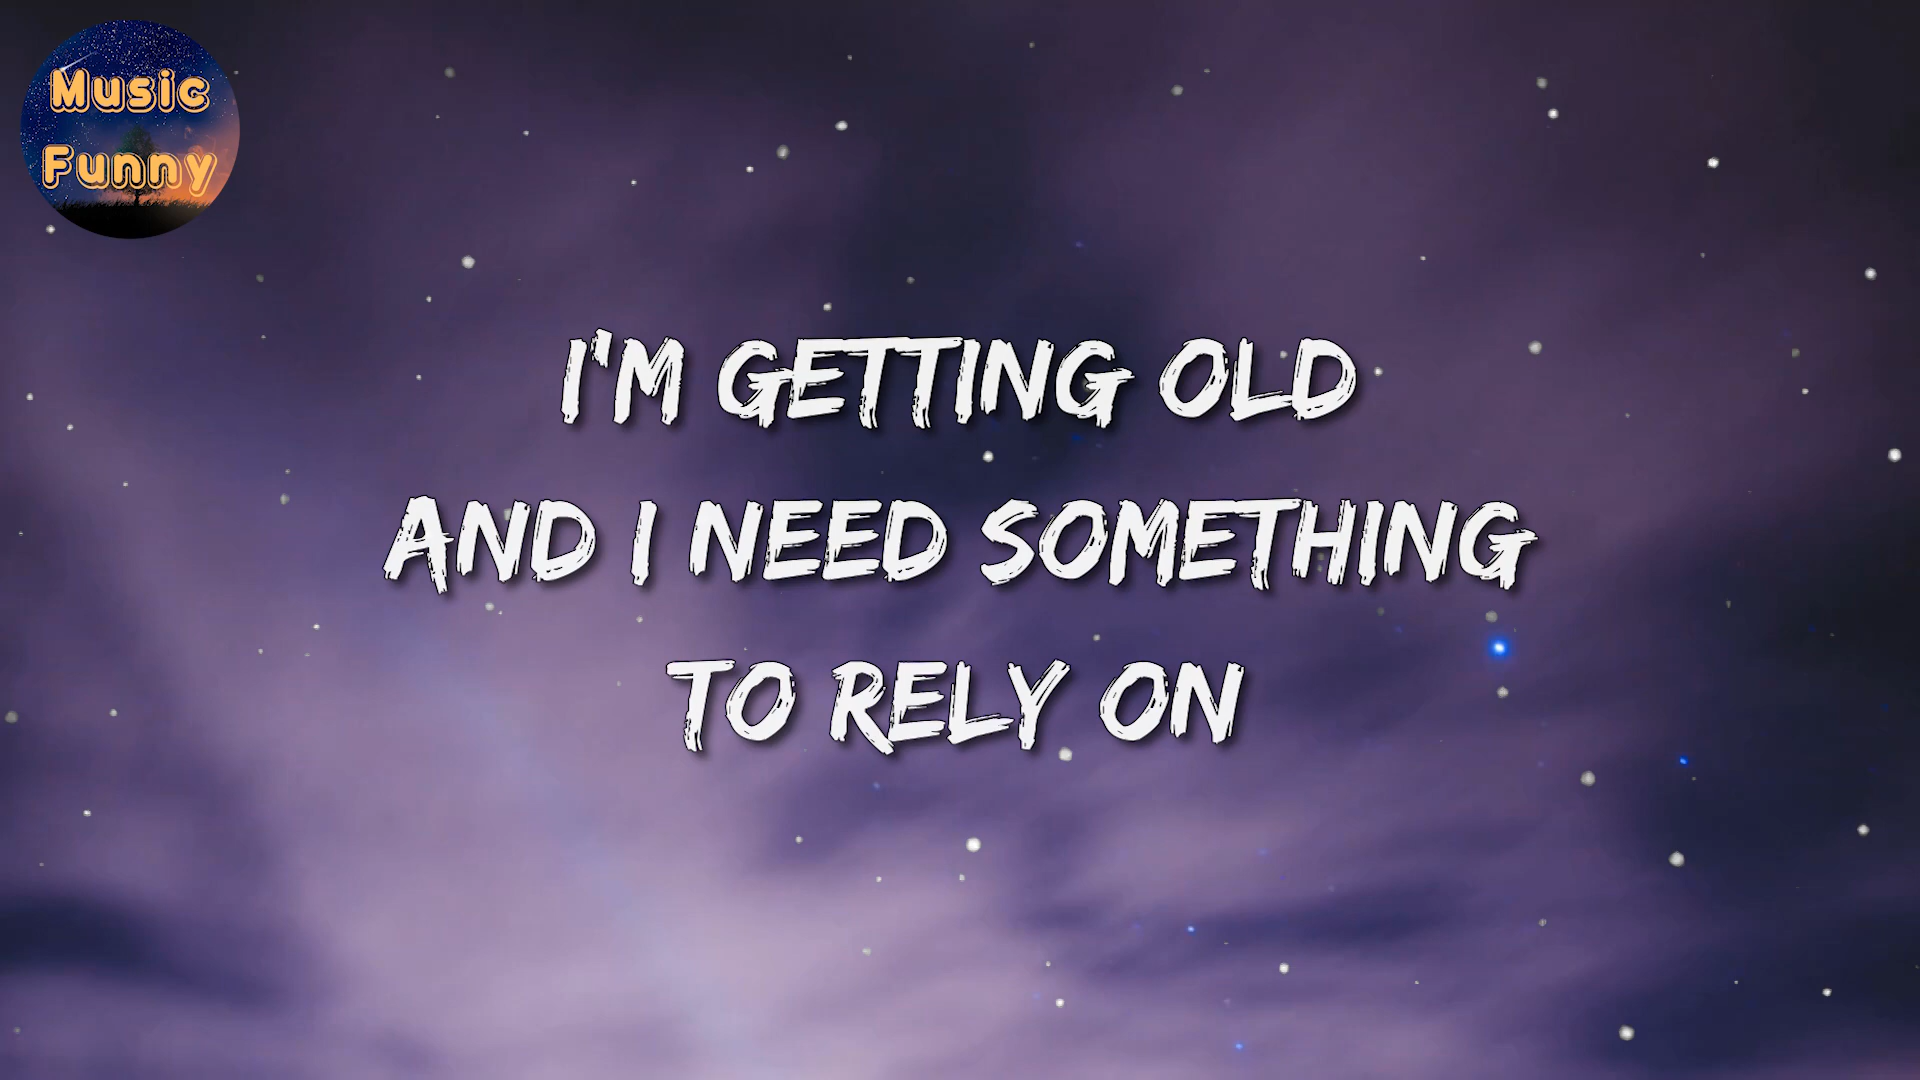 Music
Funny
I'M GETTING OLD
AND I NEED SOMETHING
TO RELY ON